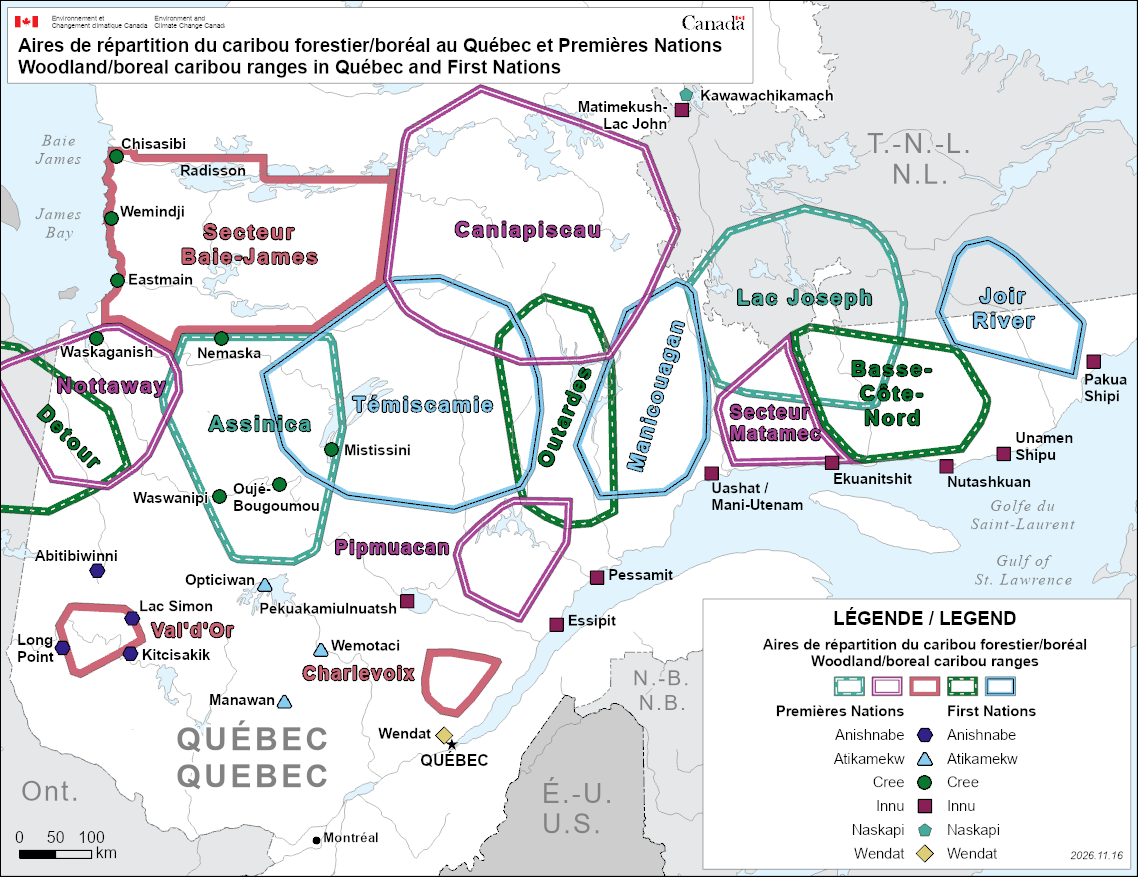 Environnement et
Changement climatique Canada
Environment and
Climate Change Canada
Canada
Aires de répartition du caribou forestier/boréal au Québec et Premières Nations
Woodland/boreal caribou ranges in Québec and First Nations
Kawawachikamach
Matimekush-
Lac John
Baie
James
Chisasibi
Radisson
T.-N.-L.
N.L.
James
Bay
Wemindji
Secteur
Baie-James
Caniapiscau
Eastmain
Lac Joseph
Joir
River
Waskaganish
Nemaska
Nottaway
Pakua
Shipi
Basse-
Côte-
Nord
Detour
Assinica
Témiscamie
Outardes
Manicouagan
Secteur
Matamec
Mistissini
Unamen
Shipu
Waswanipi
Oujé-
Bougoumou
Uashat /
Mani-Utenam
Ekuanitshit
Nutashkuan
Golfe du
Saint-Laurent
Pipmuacan
Abitibiwinni
Gulf of
St. Lawrence
Opticiwan
Pessamit
Pekuakamiulnuatsh
Lac Simon
Val'd'Or
Essipit
Long
Point
Kitcisakik
Wemotaci
Charlevoix
N.-B.
N.B.
Manawan
Wendat
QUÉBEC
QUÉBEC
QUEBEC
Ont.
É.-U.
U.S.
Montréal
0 50 100
km
LÉGENDE / LEGEND
Aires de répartition du caribou forestier/boréal
Woodland/boreal caribou ranges
Premières Nations First Nations
Anishnabe Anishnabe
Atikamekw Atikamekw
Cree Cree
Innu Innu
Naskapi Naskapi
Wendat Wendat
2026.11.16